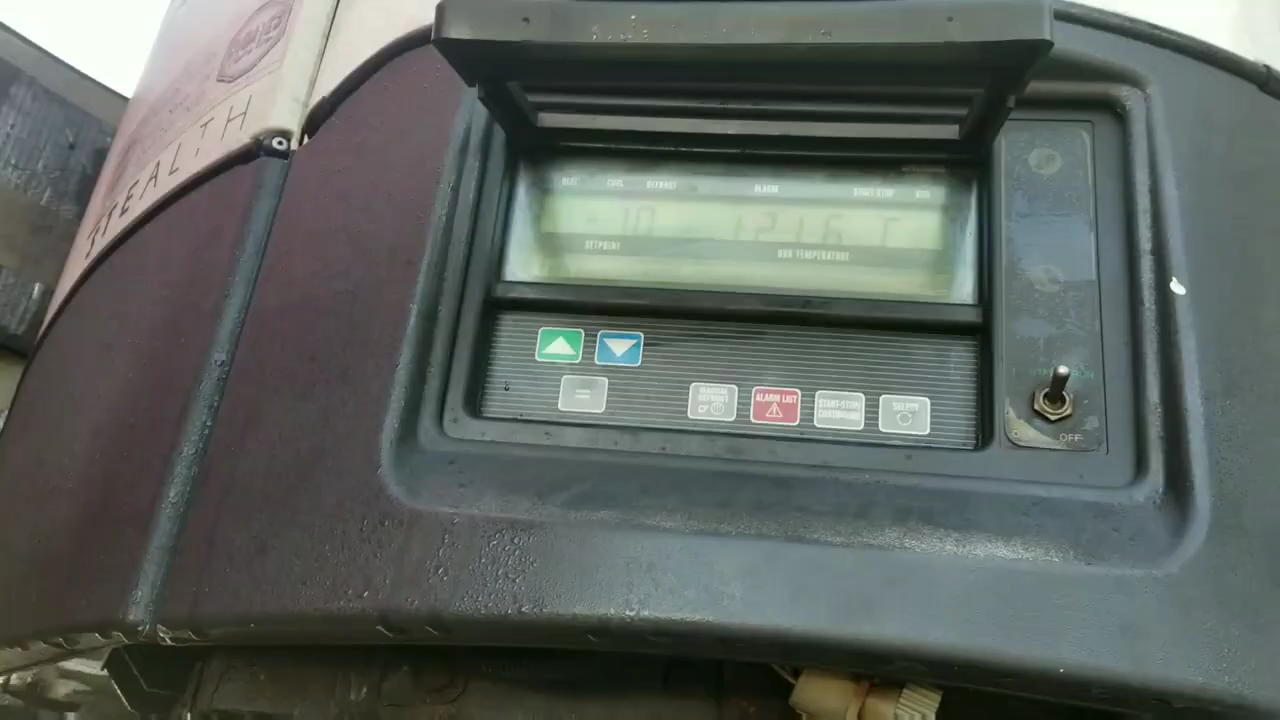 STEALTH
HEAT COOL DEFROST ALARM START-STOP
-10 121.6 C
SETPOINT BOX TEMPERATURE
=
MANUAL DEFROST
ALARM LIST
START-STOP/
CONTINUOUS
SELECT
OFF